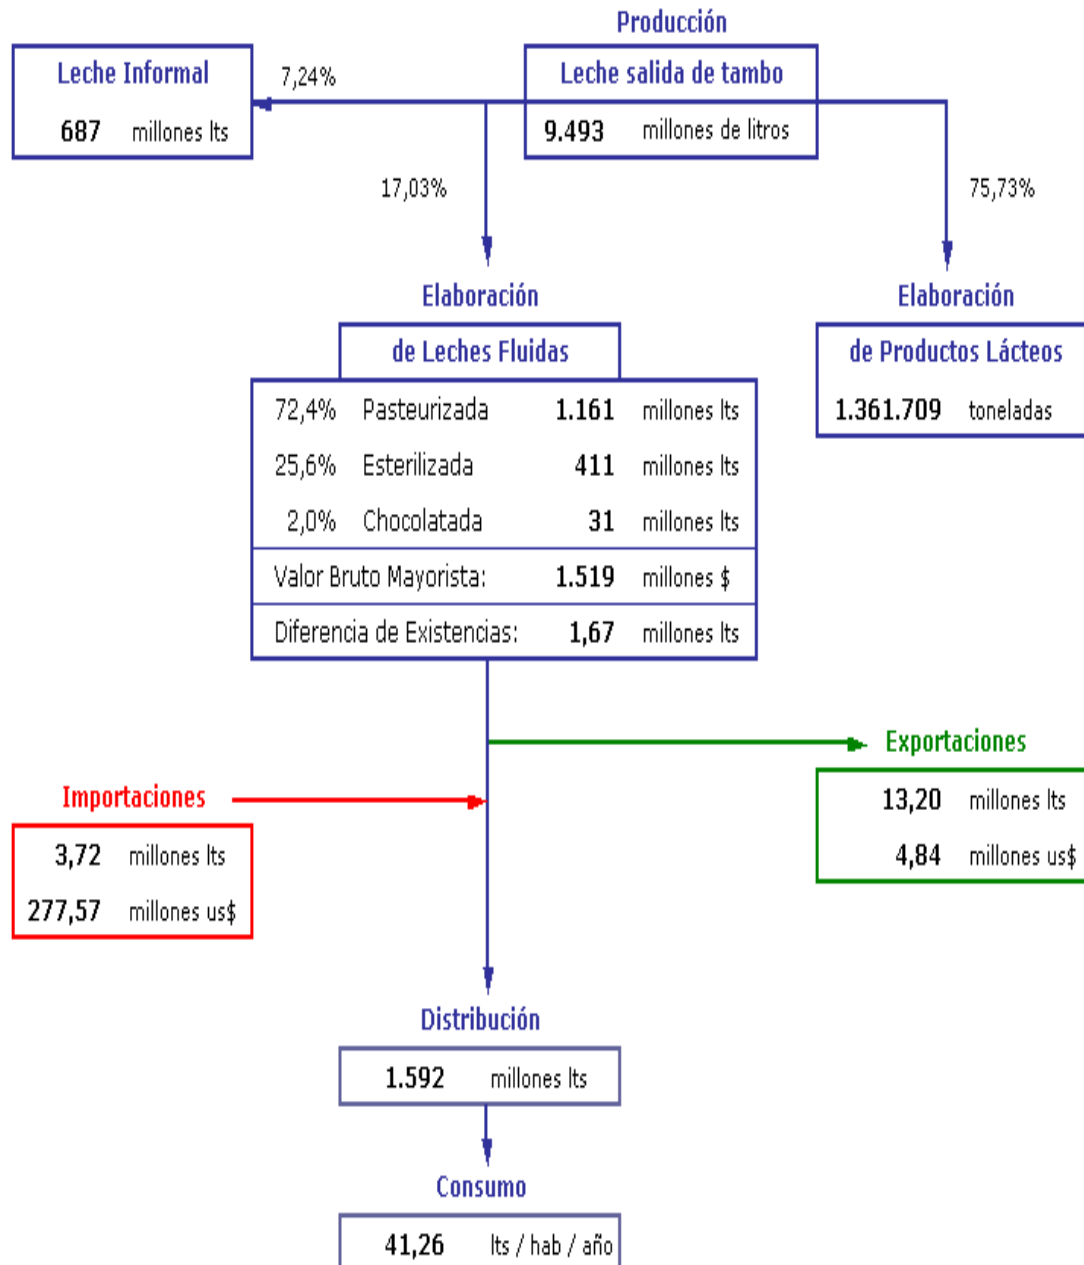 Producción
Leche Informal
7,24%
Leche salida de tambo
687 millones lts
9.493 millones de litros
17,03%
75,73%
Elaboración
de Leches Fluidas
Elaboración
de Productos Lácteos
72,4% Pasteurizada 1.161 millones lts
1.361.709 toneladas
25,6% Esterilizada 411 millones lts
2,0% Chocolatada 31 millones lts
Valor Bruto Mayorista: 1.519 millones $
Diferencia de Existencias: 1,67 millones lts
Exportaciones
13,20 millones lts
4,84 millones us$
Importaciones
3,72 millones lts
277,57 millones us$
Distribución
1.592 millones lts
Consumo
41,26 lts / hab / año